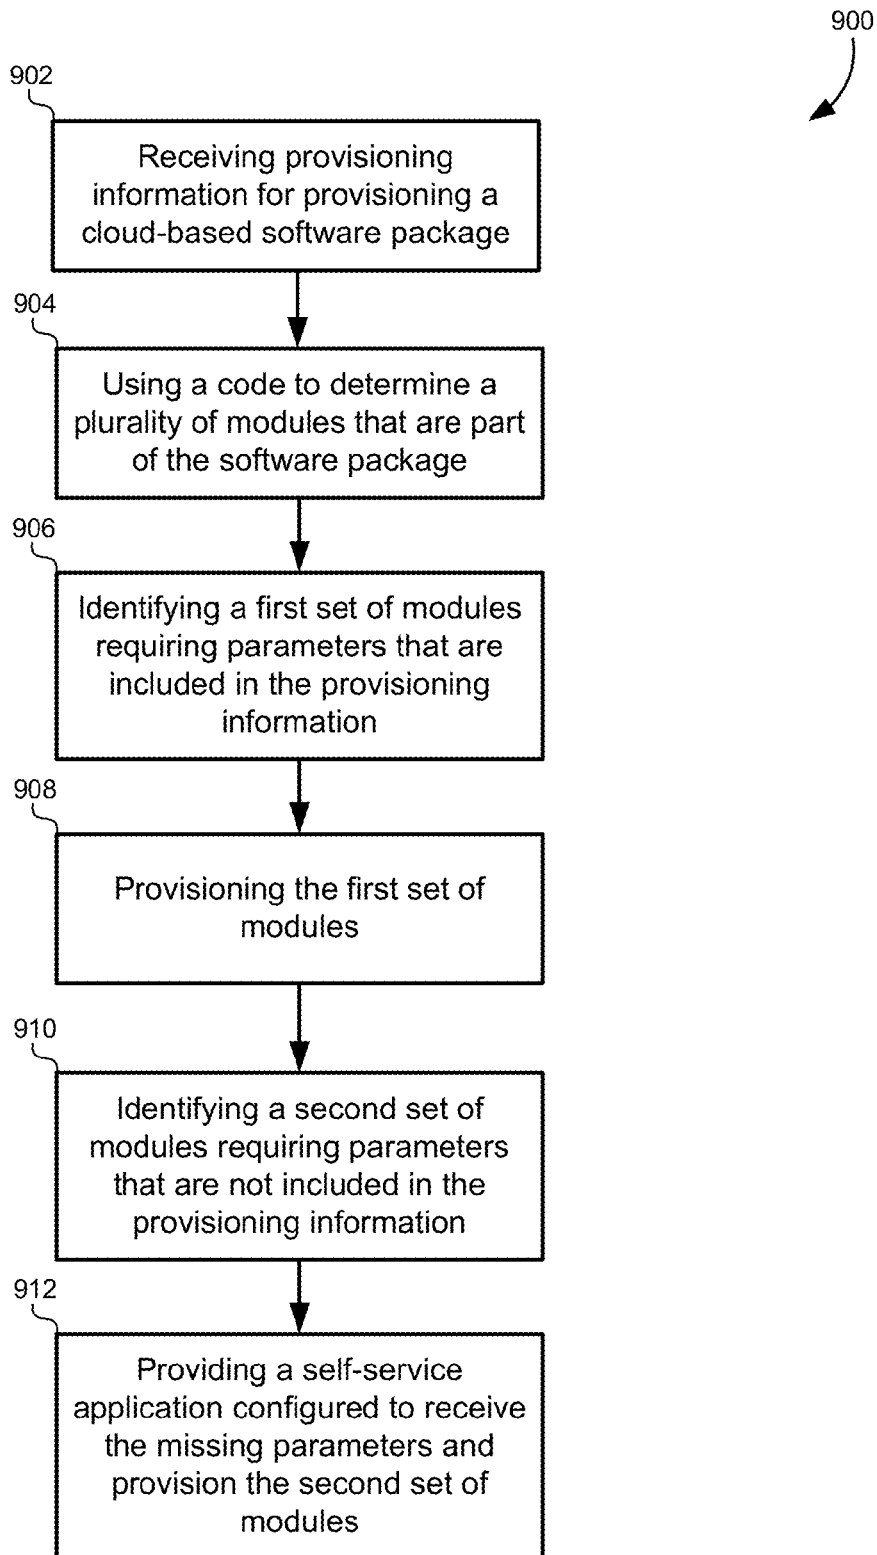 900
902
Receiving provisioning
information for provisioning a
cloud-based software package
904
Using a code to determine a
plurality of modules that are part
of the software package
906
Identifying a first set of modules
requiring parameters that are
included in the provisioning
information
908
Provisioning the first set of
modules
910
Identifying a second set of
modules requiring parameters
that are not included in the
provisioning information
912
Providing a self-service
application configured to receive
the missing parameters and
provision the second set of
modules